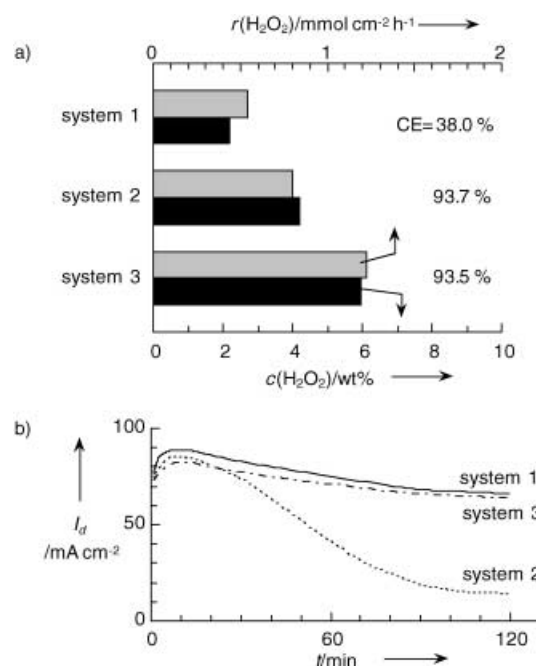 r(H₂O₂)/mmol cm⁻² h⁻¹
a) 0 1 2
system 1 CE= 38.0 %
system 2 93.7 %
system 3 93.5 %
0 2 4 6 8 10
c(H₂O₂)/wt%
b) 100
I_d
/mA cm⁻²
50
0
system 1
system 3
system 2
0 60 120
t/min